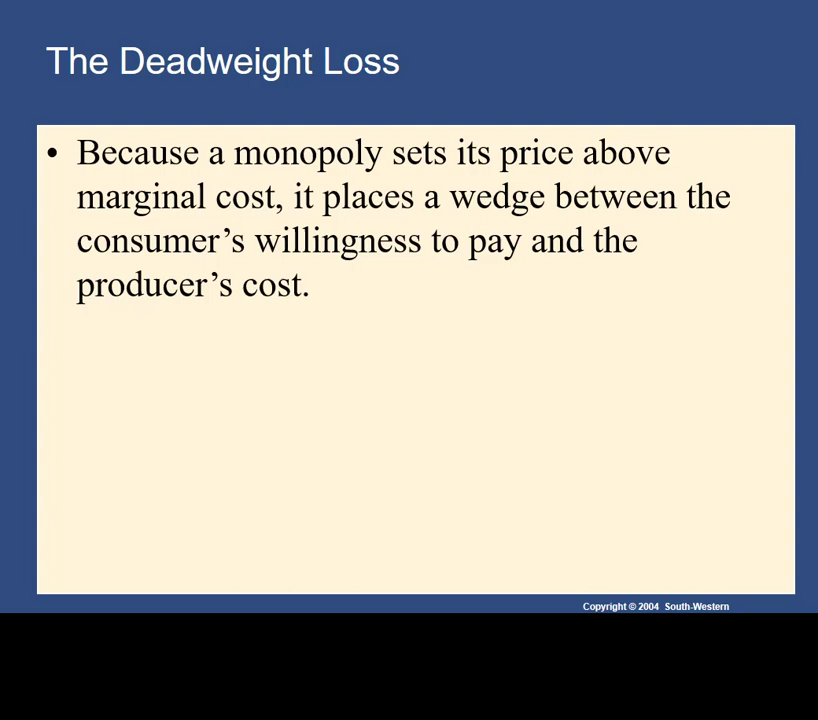 The Deadweight Loss
• Because a monopoly sets its price above
marginal cost, it places a wedge between the
consumer’s willingness to pay and the
producer’s cost.
Copyright © 2004 South-Western